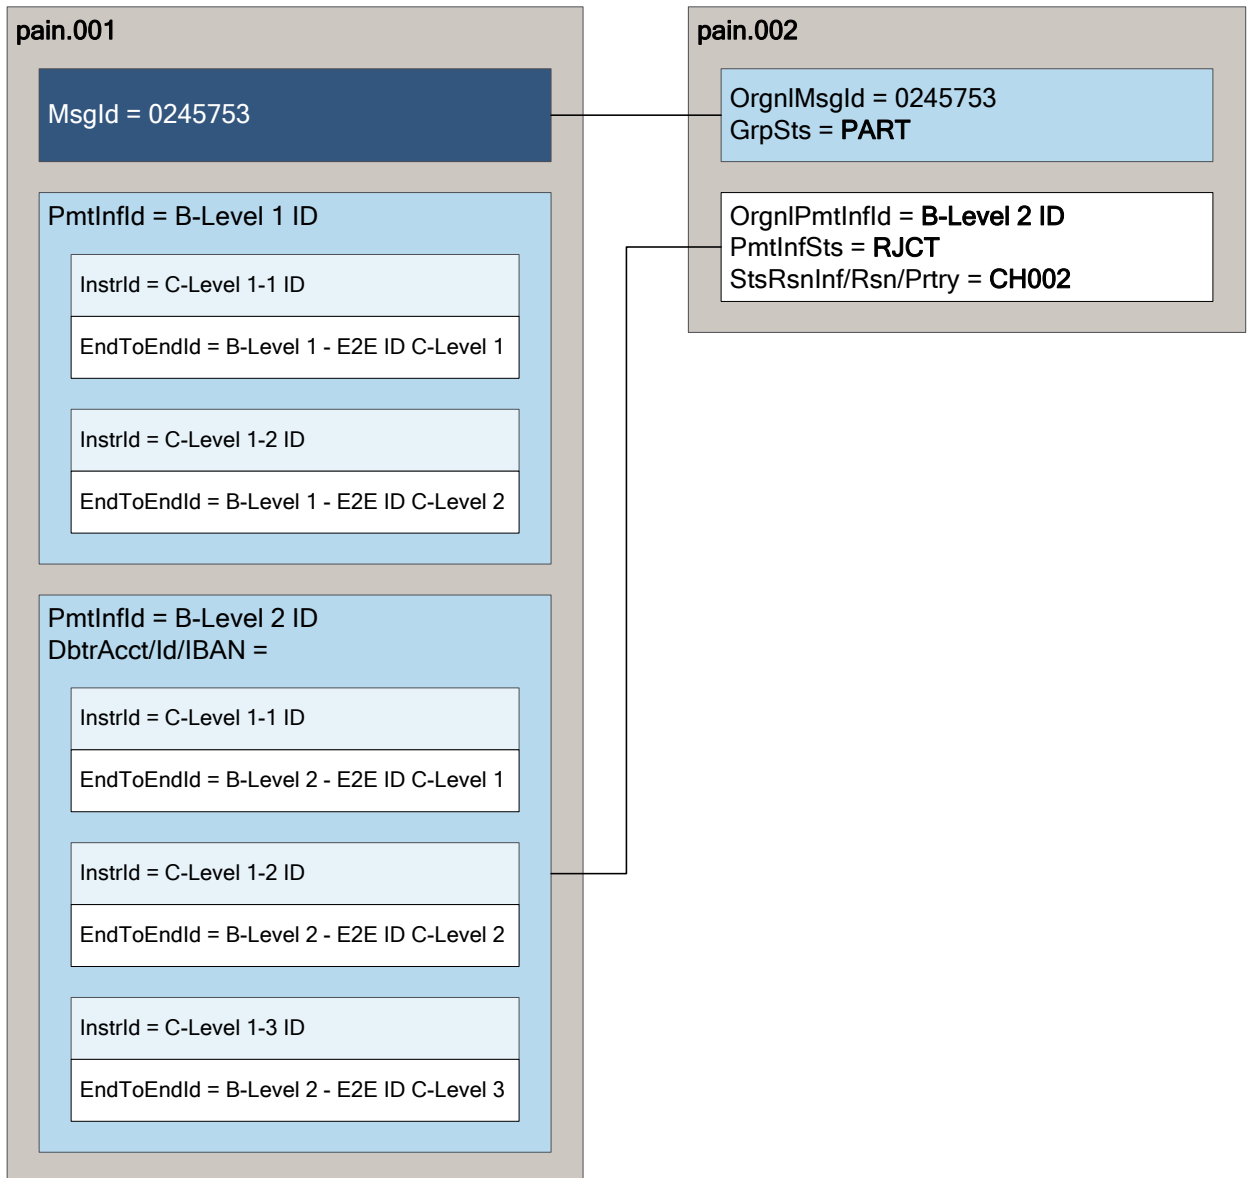 pain.001
MsgId = 0245753
PmtInfId = B-Level 1 ID
InstrId = C-Level 1-1 ID
EndToEndId = B-Level 1 - E2E ID C-Level 1
InstrId = C-Level 1-2 ID
EndToEndId = B-Level 1 - E2E ID C-Level 2
PmtInfId = B-Level 2 ID
DbtrAcct/Id/IBAN =
InstrId = C-Level 1-1 ID
EndToEndId = B-Level 2 - E2E ID C-Level 1
InstrId = C-Level 1-2 ID
EndToEndId = B-Level 2 - E2E ID C-Level 2
InstrId = C-Level 1-3 ID
EndToEndId = B-Level 2 - E2E ID C-Level 3
pain.002
OrgnlMsgId = 0245753
GrpSts = PART
OrgnlPmtInfId = B-Level 2 ID
PmtInfSts = RJCT
StsRsnInf/Rsn/Prtry = CH002